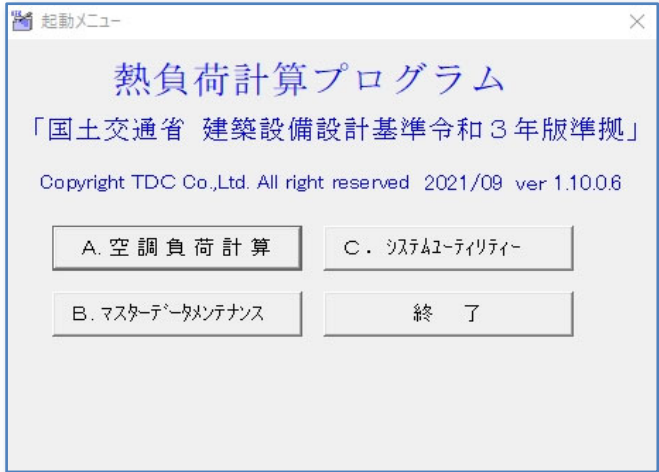 起動メニュー
熱負荷計算プログラム
「国土交通省 建築設備設計基準令和３年版準拠」
Copyright TDC Co.,Ltd. All right reserved 2021/09 ver 1.10.0.6
A.空調負荷計算
C．ｼｽﾃﾑﾕｰﾃｨﾘﾃｨｰ
B.ﾏｽﾀｰﾃﾞｰﾀﾒﾝﾃﾅﾝｽ
終 了